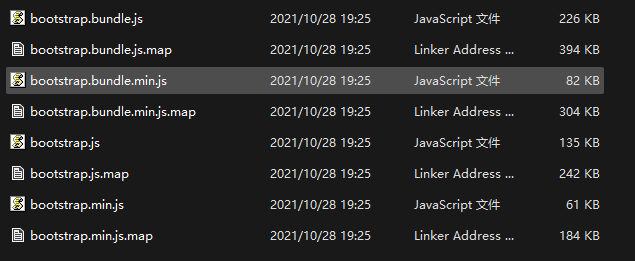 bootstrap.bundle.js 2021/10/28 19:25 JavaScript 文件 226 KB
bootstrap.bundle.js.map 2021/10/28 19:25 Linker Address ... 394 KB
bootstrap.bundle.min.js 2021/10/28 19:25 JavaScript 文件 82 KB
bootstrap.bundle.min.js.map 2021/10/28 19:25 Linker Address ... 304 KB
bootstrap.js 2021/10/28 19:25 JavaScript 文件 135 KB
bootstrap.js.map 2021/10/28 19:25 Linker Address ... 242 KB
bootstrap.min.js 2021/10/28 19:25 JavaScript 文件 61 KB
bootstrap.min.js.map 2021/10/28 19:25 Linker Address ... 184 KB